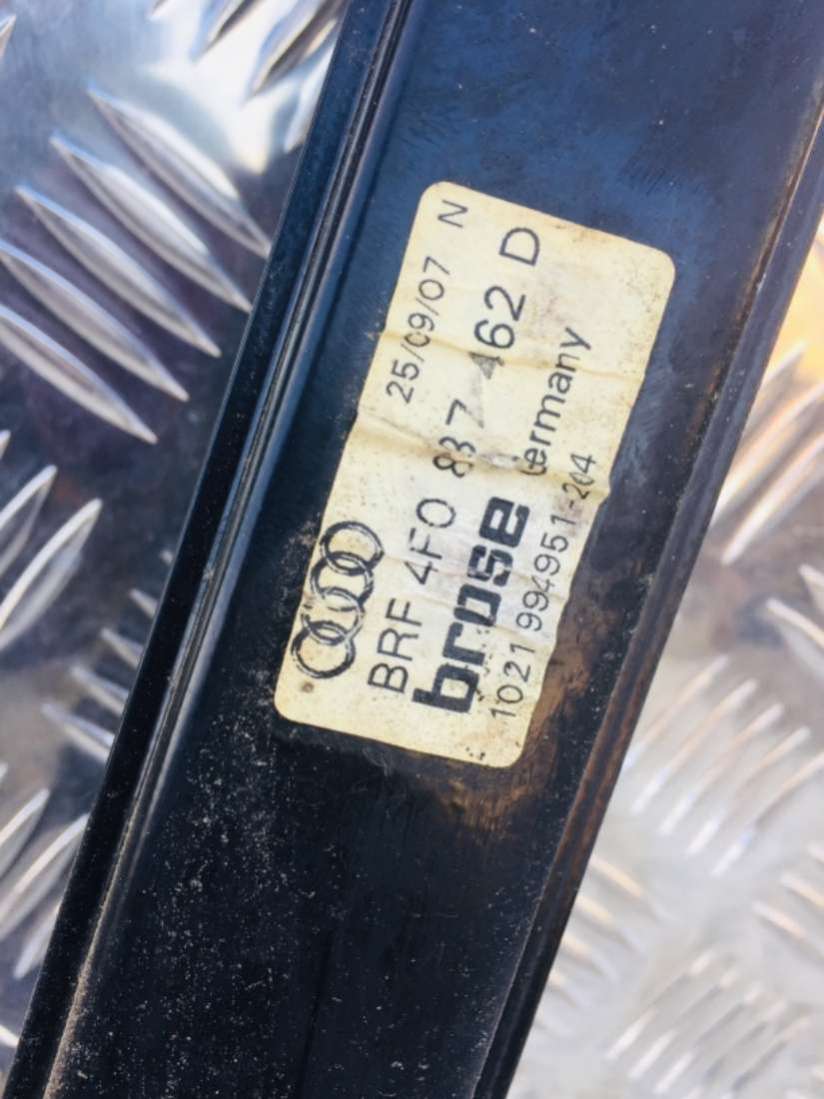 25/09/07 N
BRF 4F0 837 462 D
brose Germany
1021 994951-204